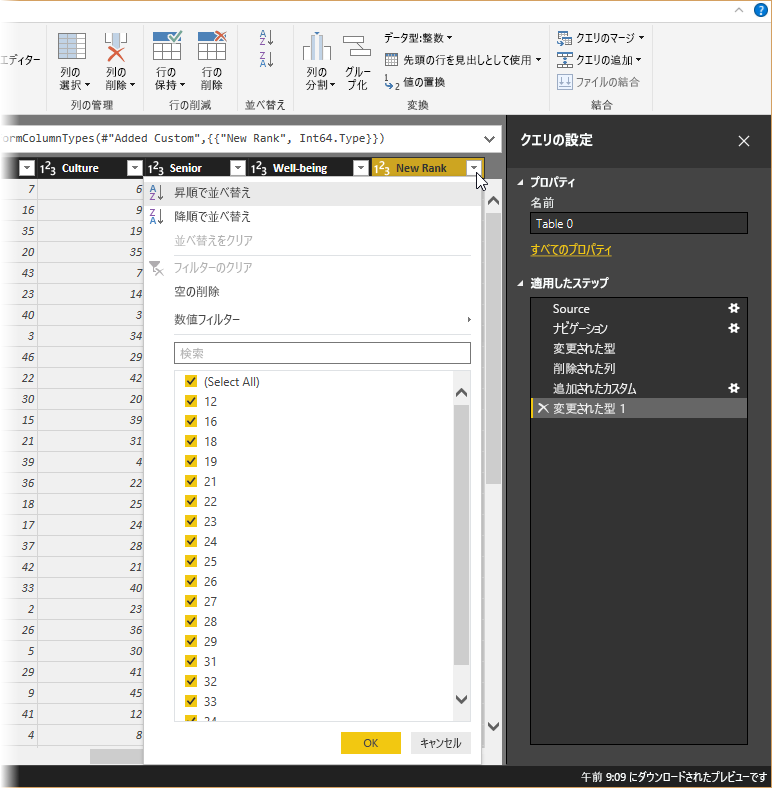 ?
エディター
列の
選択
列の
削除
列の管理
行の
保持
行の
削除
行の削減
A
Z
Z
A
並べ替え
列の
分割
グルー
プ化
データ型:整数
先頭の行を見出しとして使用
1
2
値の置換
変換
クエリのマージ
クエリの追加
ファイルの結合
結合
ormColumnTypes(#"Added Custom",{{"New Rank", Int64.Type}})
123 Culture
123 Senior
123 Well-being
123 New Rank
7 6
16 9
35 19
20 35
43 7
23 14
40 3
3 34
46 29
22 42
30 20
15 39
21 31
39 4
36 22
18 25
17 24
37 28
42 21
33 40
2 23
26 36
5 30
29 41
9 45
41 12
4 8
昇順で並べ替え
降順で並べ替え
並べ替えをクリア
フィルターのクリア
空の削除
数値フィルター
検索
(Select All)
12
16
18
19
21
22
23
24
25
26
27
28
29
31
32
33
34
OK
キャンセル
クエリの設定
プロパティ
名前
Table 0
すべてのプロパティ
適用したステップ
Source
ナビゲーション
変更された型
削除された列
追加されたカスタム
変更された型 1
午前 9:09 にダウンロードされたプレビューです